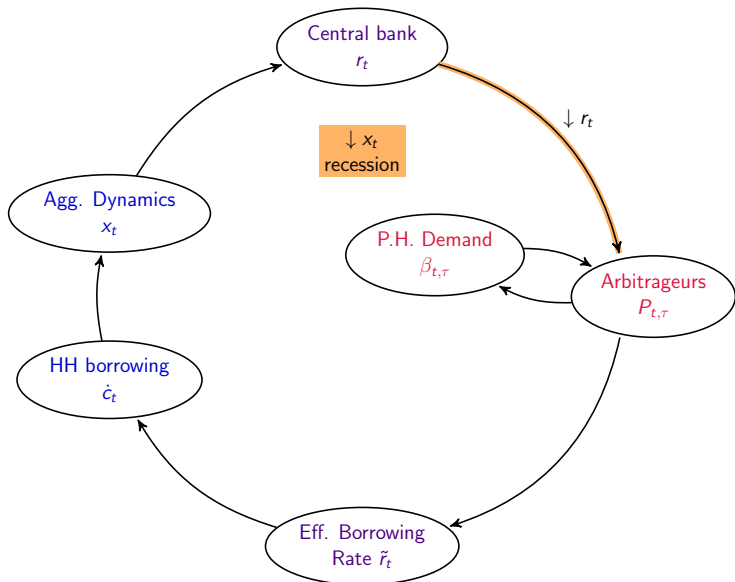 Central bank
r_t
↓ r_t
↓ x_t
recession
Agg. Dynamics
x_t
P.H. Demand
β_{t,τ}
Arbitrageurs
P_{t,τ}
HH borrowing
ċ_t
Eff. Borrowing
Rate r̃_t